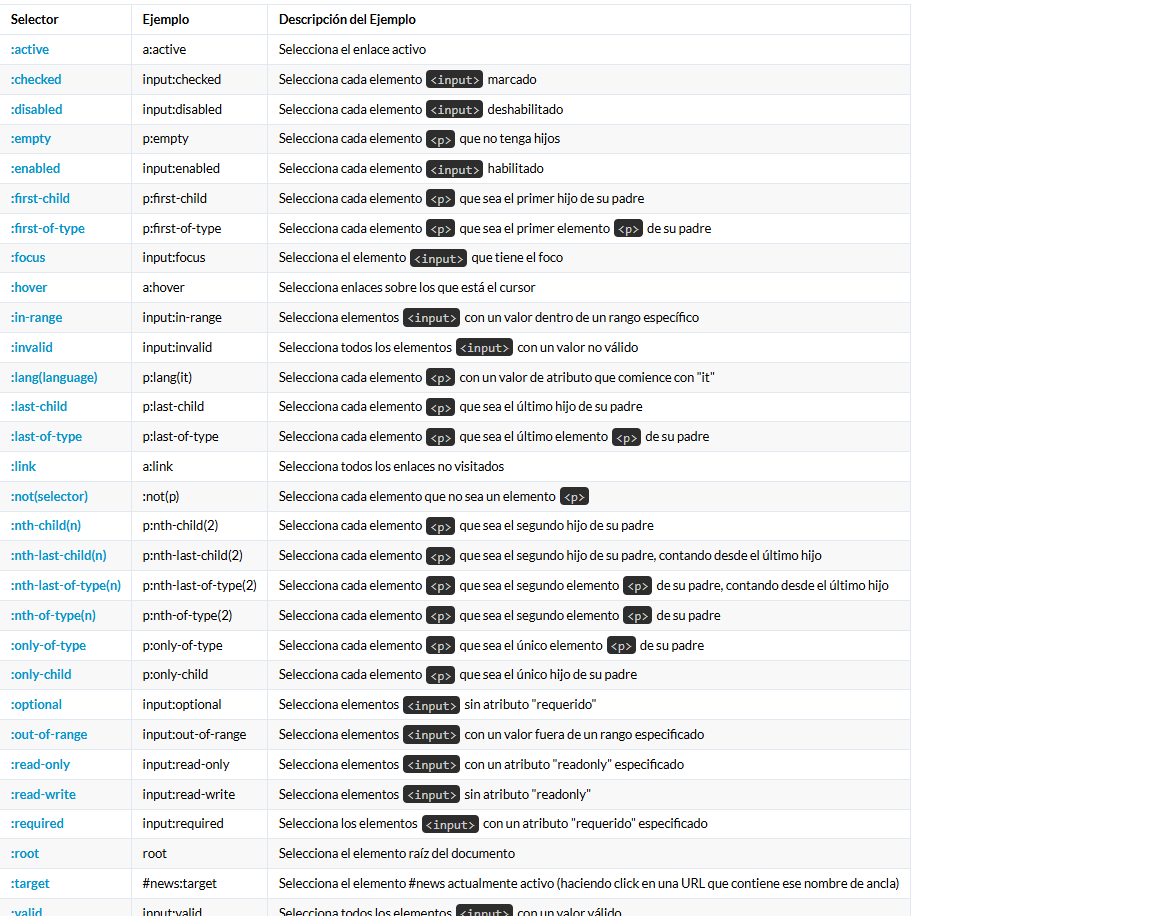 Selector Ejemplo Descripción del Ejemplo
:active a:active Selecciona el enlace activo
:checked input:checked Selecciona cada elemento <input> marcado
:disabled input:disabled Selecciona cada elemento <input> deshabilitado
:empty p:empty Selecciona cada elemento <p> que no tenga hijos
:enabled input:enabled Selecciona cada elemento <input> habilitado
:first-child p:first-child Selecciona cada elemento <p> que sea el primer hijo de su padre
:first-of-type p:first-of-type Selecciona cada elemento <p> que sea el primer elemento <p> de su padre
:focus input:focus Selecciona el elemento <input> que tiene el foco
:hover a:hover Selecciona enlaces sobre los que está el cursor
:in-range input:in-range Selecciona elementos <input> con un valor dentro de un rango específico
:invalid input:invalid Selecciona todos los elementos <input> con un valor no válido
:lang(language) p:lang(it) Selecciona cada elemento <p> con un valor de atributo que comience con "it"
:last-child p:last-child Selecciona cada elemento <p> que sea el último hijo de su padre
:last-of-type p:last-of-type Selecciona cada elemento <p> que sea el último elemento <p> de su padre
:link a:link Selecciona todos los enlaces no visitados
:not(selector) :not(p) Selecciona cada elemento que no sea un elemento <p>
:nth-child(n) p:nth-child(2) Selecciona cada elemento <p> que sea el segundo hijo de su padre
:nth-last-child(n) p:nth-last-child(2) Selecciona cada elemento <p> que sea el segundo hijo de su padre, contando desde el último hijo
:nth-last-of-type(n) p:nth-last-of-type(2) Selecciona cada elemento <p> que sea el segundo elemento <p> de su padre, contando desde el último hijo
:nth-of-type(n) p:nth-of-type(2) Selecciona cada elemento <p> que sea el segundo elemento <p> de su padre
:only-of-type p:only-of-type Selecciona cada elemento <p> que sea el único elemento <p> de su padre
:only-child p:only-child Selecciona cada elemento <p> que sea el único hijo de su padre
:optional input:optional Selecciona elementos <input> sin atributo "requerido"
:out-of-range input:out-of-range Selecciona elementos <input> con un valor fuera de un rango especificado
:read-only input:read-only Selecciona elementos <input> con un atributo "readonly" especificado
:read-write input:read-write Selecciona elementos <input> sin atributo "readonly"
:required input:required Selecciona los elementos <input> con un atributo "requerido" especificado
:root root Selecciona el elemento raíz del documento
:target #news:target Selecciona el elemento #news actualmente activo (haciendo click en una URL que contiene ese nombre de ancla)
:valid input:valid Selecciona todos los elementos <input> con un valor válido